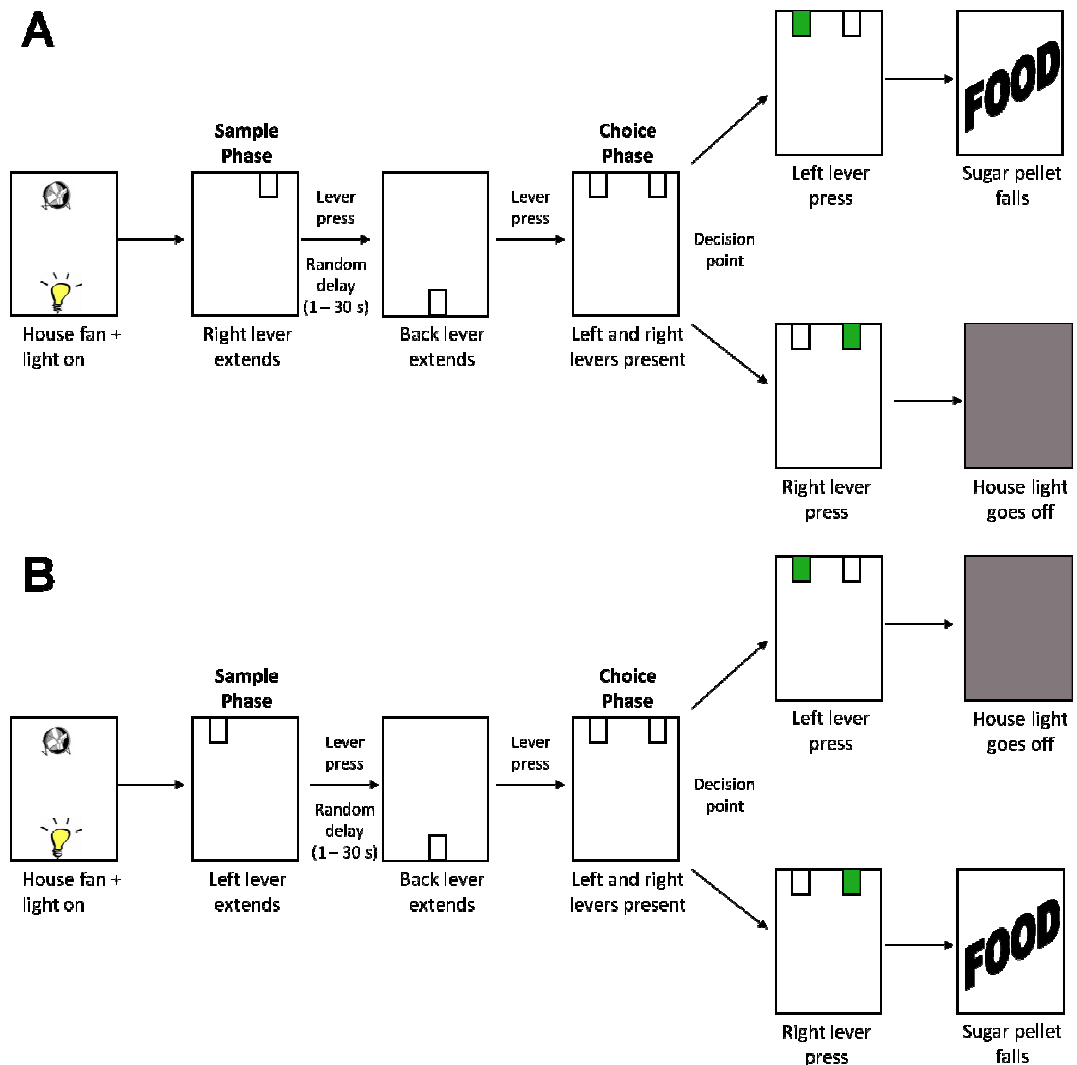 A
Sample
Phase
Choice
Phase
Lever
press
Random
delay
(1 – 30 s)
Lever
press
Decision
point
House fan +
light on
Right lever
extends
Back lever
extends
Left and right
levers present
Left lever
press
FOOD
Sugar pellet
falls
Right lever
press
House light
goes off
B
Sample
Phase
Choice
Phase
Lever
press
Random
delay
(1 – 30 s)
Lever
press
Decision
point
House fan +
light on
Left lever
extends
Back lever
extends
Left and right
levers present
Left lever
press
House light
goes off
Right lever
press
FOOD
Sugar pellet
falls